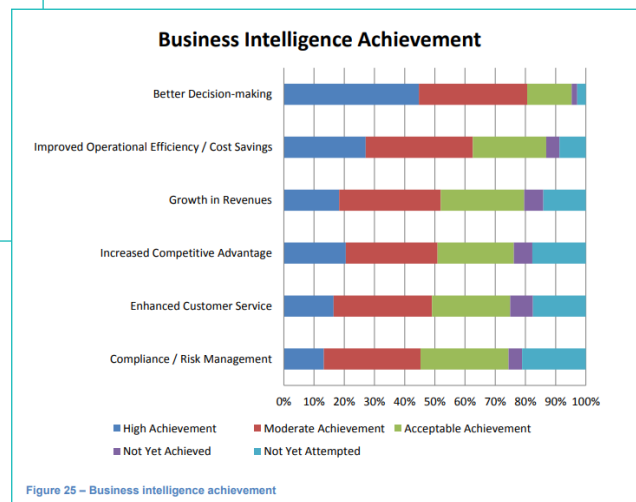 Business Intelligence Achievement
Better Decision-making
Improved Operational Efficiency / Cost Savings
Growth in Revenues
Increased Competitive Advantage
Enhanced Customer Service
Compliance / Risk Management
0% 10% 20% 30% 40% 50% 60% 70% 80% 90% 100%
High Achievement Moderate Achievement Acceptable Achievement
Not Yet Achieved Not Yet Attempted
Figure 25 – Business intelligence achievement